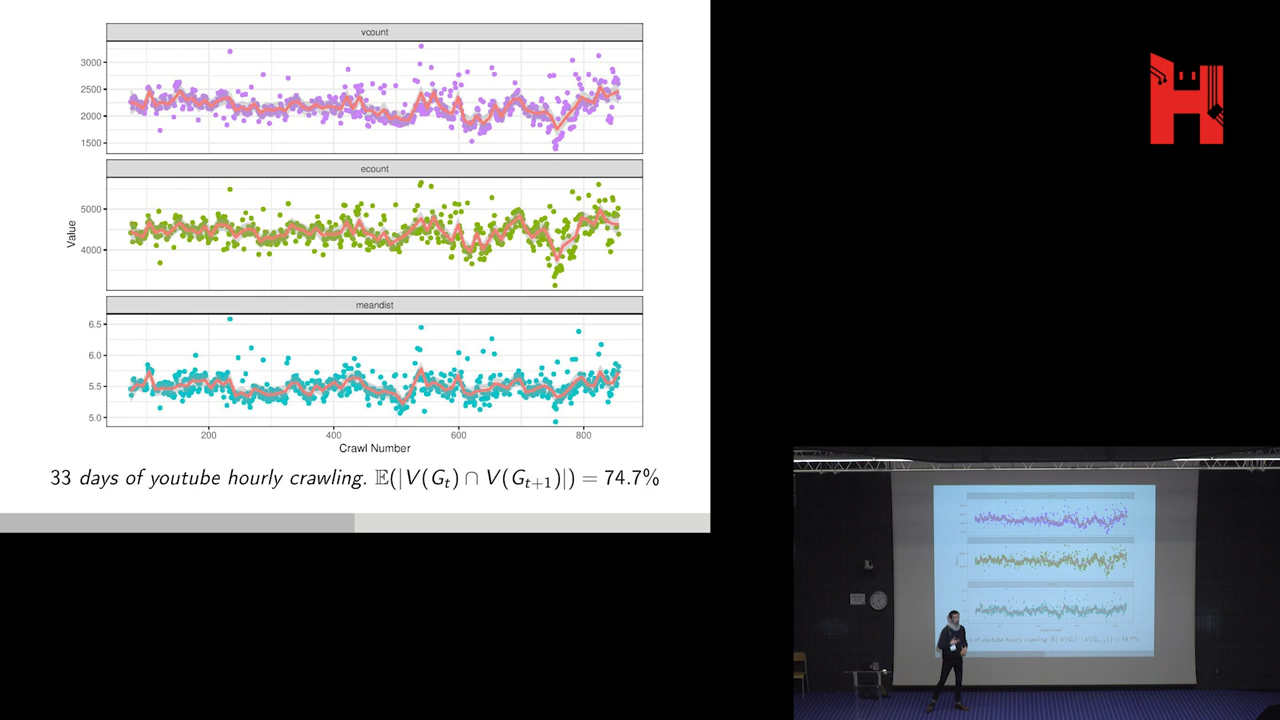 vcount
3000
2500
2000
1500
ecount
5000
4000
Value
meandist
6.5
6.0
5.5
5.0
200 400 600 800
Crawl Number
33 days of youtube hourly crawling. 𝔼(|V(G_t) ∩ V(G_{t+1})|) = 74.7%
H